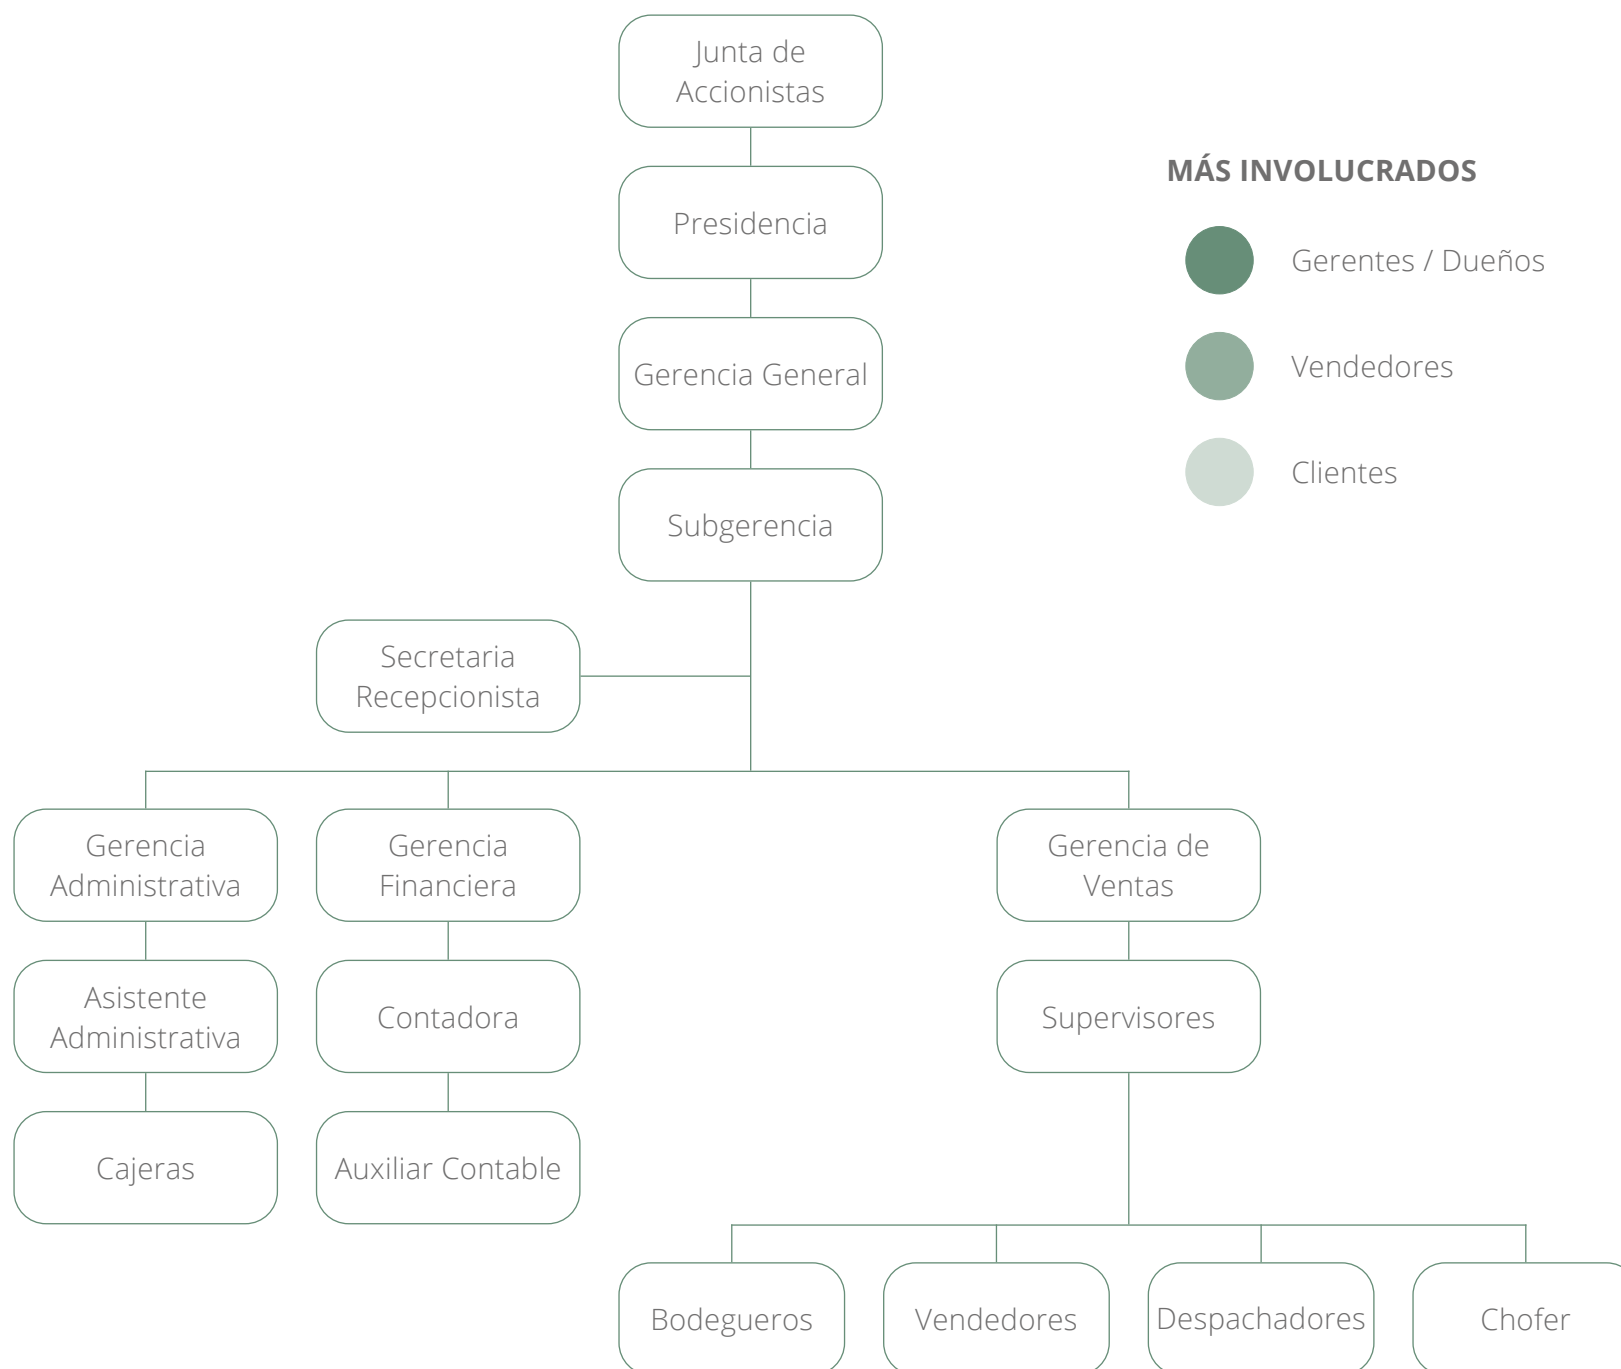 Junta de
Accionistas
MÁS INVOLUCRADOS
Presidencia
Gerentes / Dueños
Gerencia General
Vendedores
Clientes
Subgerencia
Secretaria
Recepcionista
Gerencia
Administrativa
Gerencia
Financiera
Gerencia de
Ventas
Asistente
Administrativa
Contadora
Supervisores
Cajeras
Auxiliar Contable
Bodegueros
Vendedores
Despachadores
Chofer